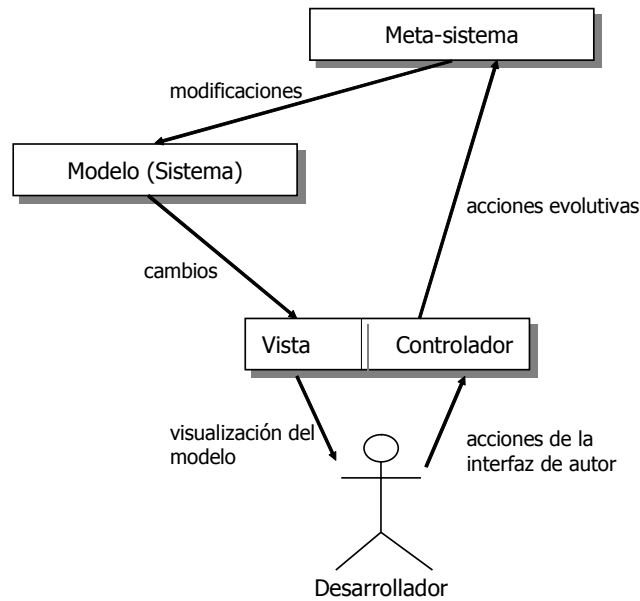 Meta-sistema
modificaciones
Modelo (Sistema)
acciones evolutivas
cambios
Vista
Controlador
visualización del
modelo
acciones de la
interfaz de autor
Desarrollador